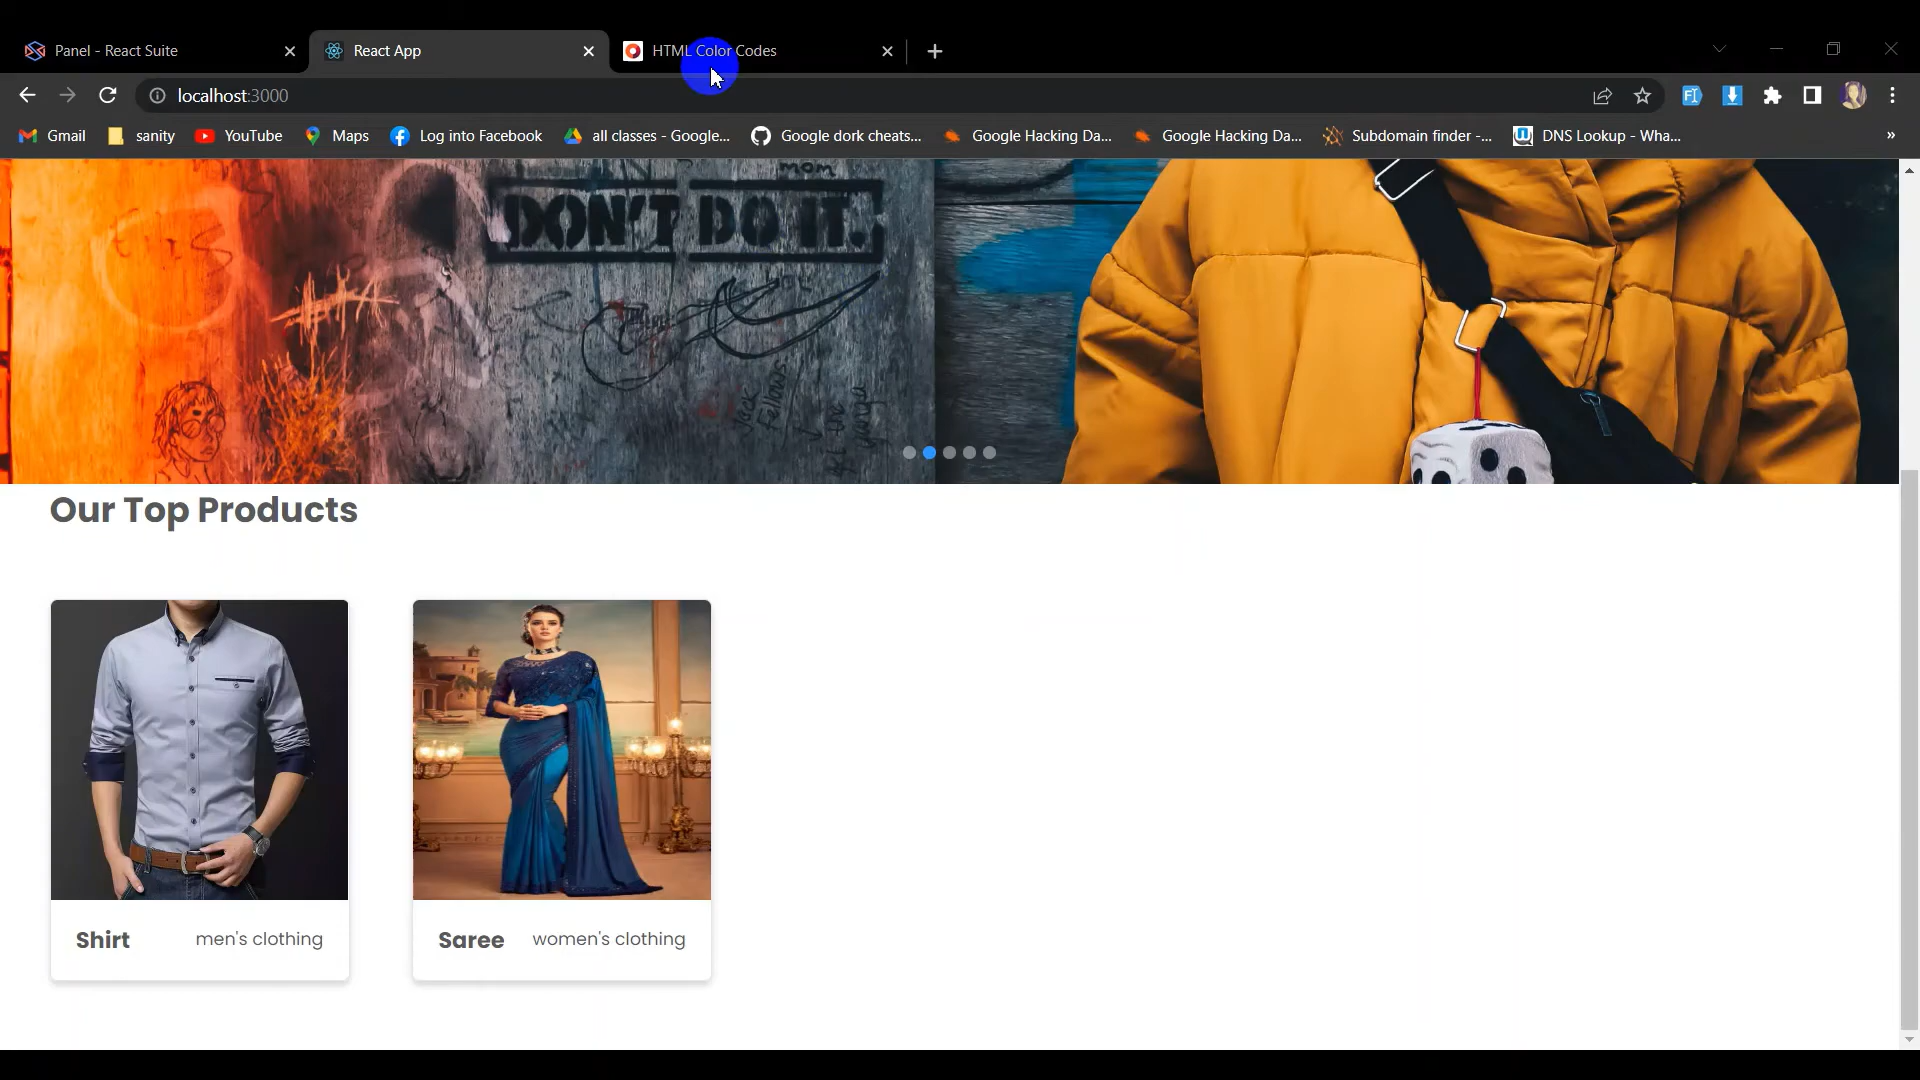 Panel - React Suite
React App
HTML Color Codes
localhost:3000
Gmail
sanity
YouTube
Maps
Log into Facebook
all classes - Google...
Google dork cheats...
Google Hacking Da...
Google Hacking Da...
Subdomain finder -...
DNS Lookup - Wha...
»
mom
DON'T DO IT.
Our Top Products
Shirt
men's clothing
Saree
women's clothing